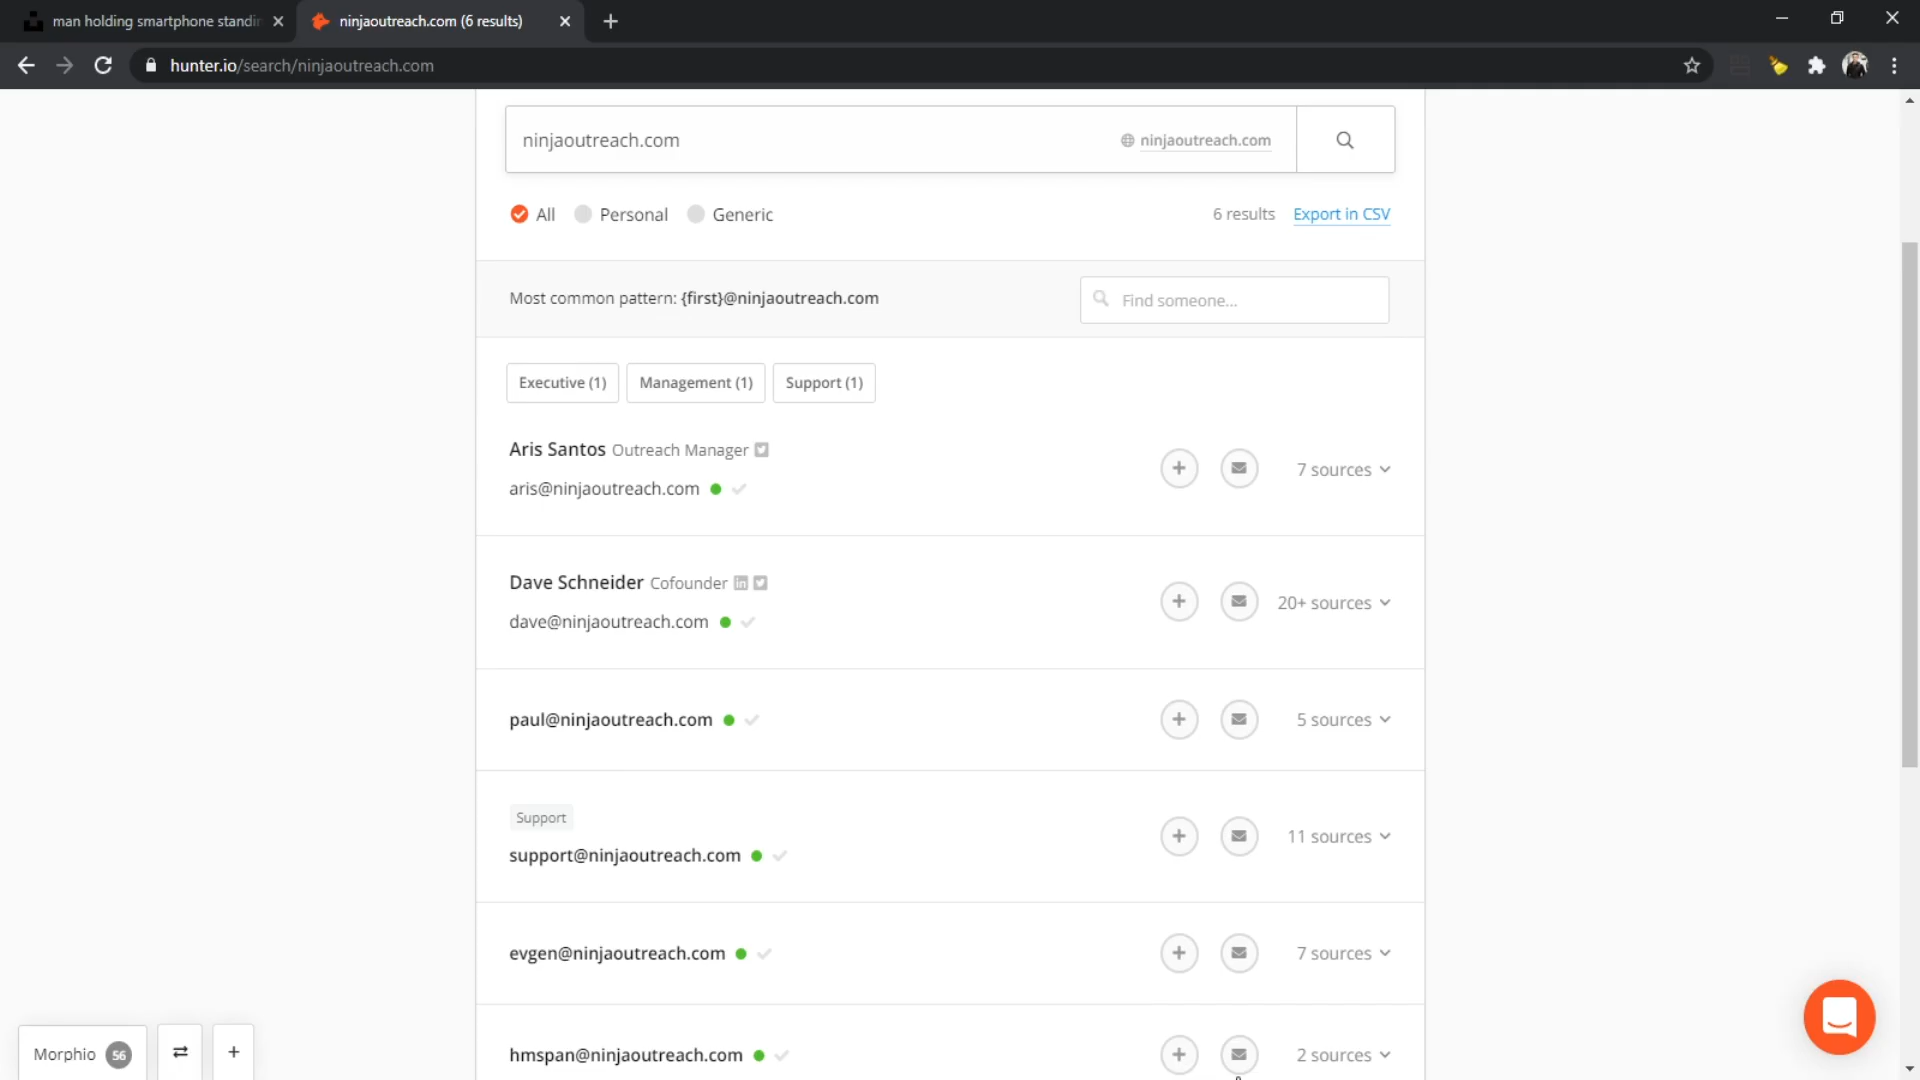 man holding smartphone standin
ninjaoutreach.com (6 results)
hunter.io/search/ninjaoutreach.com
ninjaoutreach.com
ninjaoutreach.com
All Personal Generic
6 results Export in CSV
Most common pattern: {first}@ninjaoutreach.com
Find someone...
Executive (1) Management (1) Support (1)
Aris Santos Outreach Manager
aris@ninjaoutreach.com
7 sources
Dave Schneider Cofounder
dave@ninjaoutreach.com
20+ sources
paul@ninjaoutreach.com
5 sources
Support
support@ninjaoutreach.com
11 sources
evgen@ninjaoutreach.com
7 sources
hmspan@ninjaoutreach.com
2 sources
Morphio 56